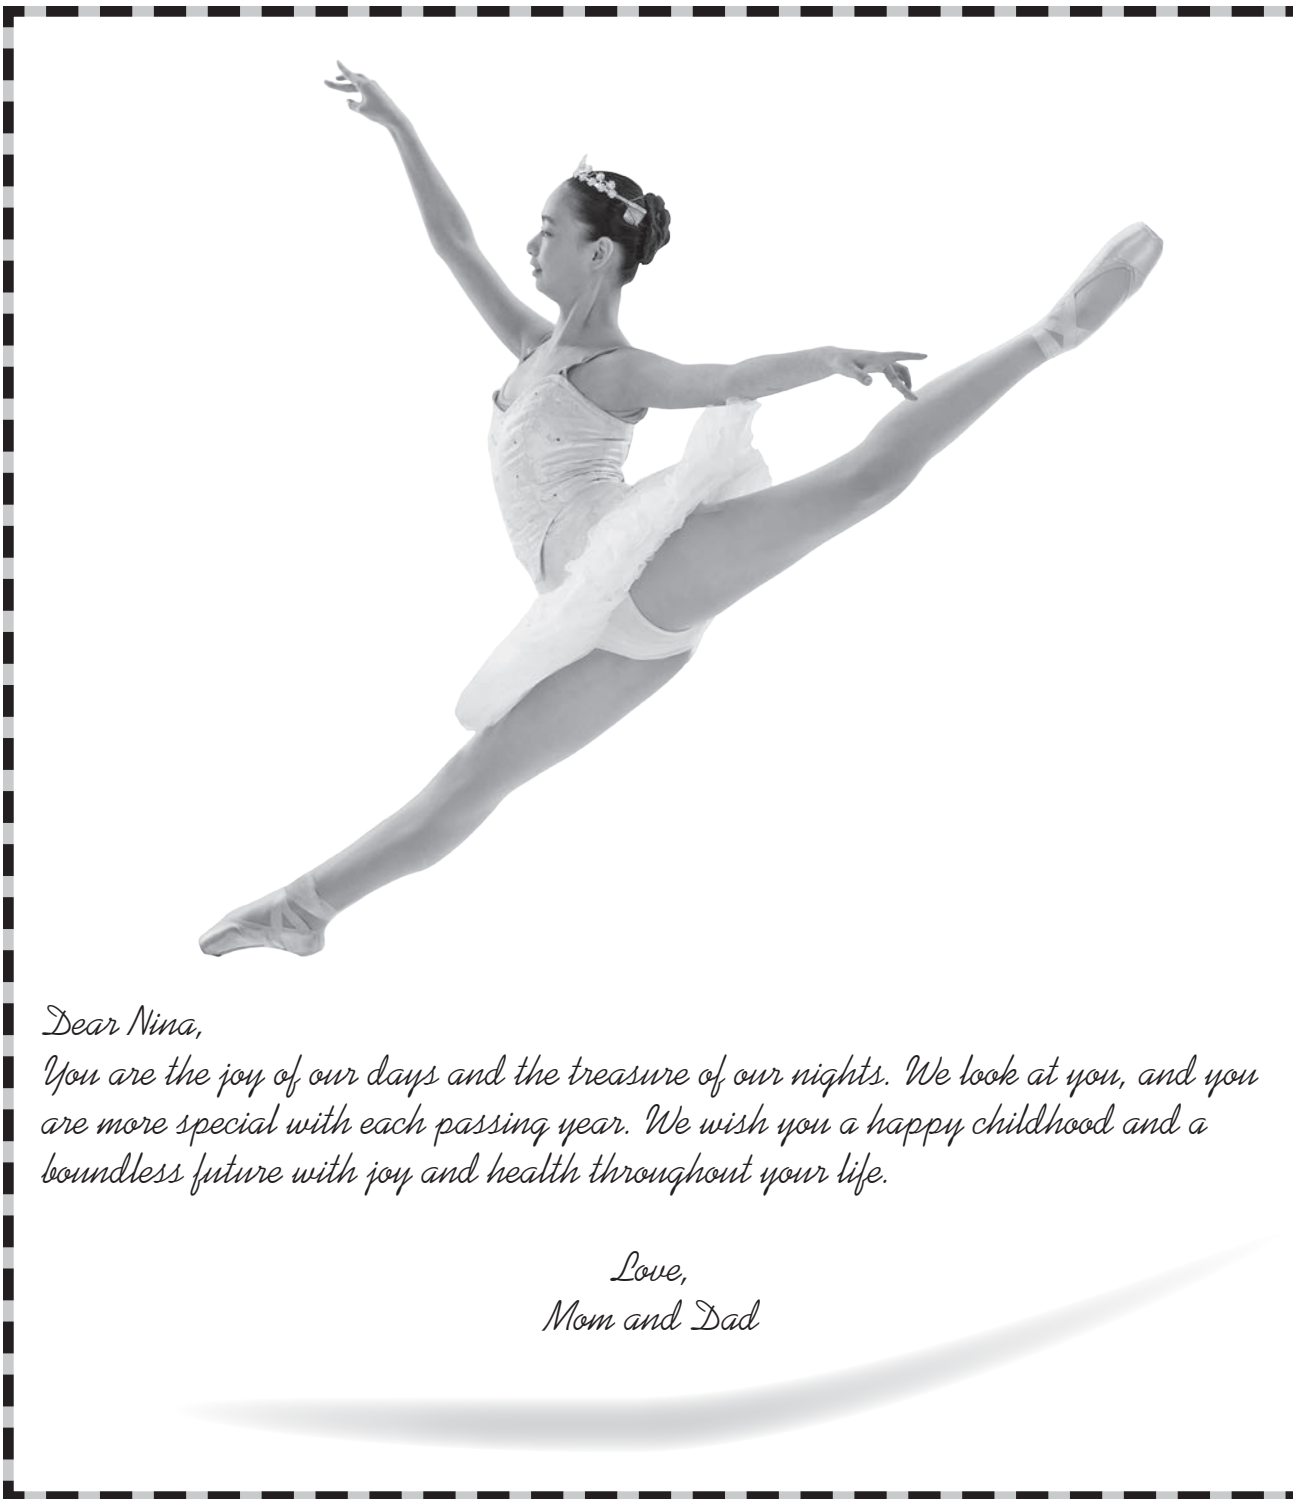 Dear Nina,
You are the joy of our days and the treasure of our nights. We look at you, and you
are more special with each passing year. We wish you a happy childhood and a
boundless future with joy and health throughout your life.
Love,
Mom and Dad